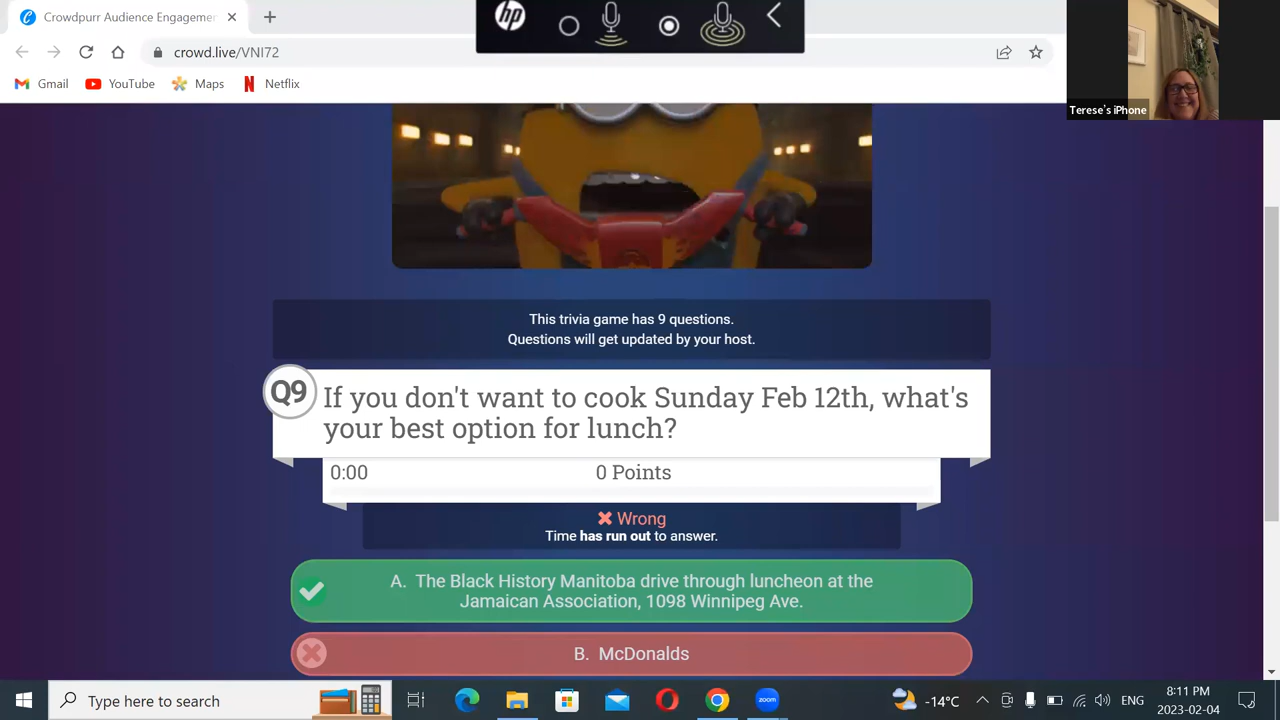 Crowdpurr Audience Engagemen
hp
crowd.live/VNI72
Gmail
YouTube
Maps
Netflix
Terese's iPhone
This trivia game has 9 questions.
Questions will get updated by your host.
Q9
If you don't want to cook Sunday Feb 12th, what's
your best option for lunch?
0:00
0 Points
Wrong
Time has run out to answer.
A. The Black History Manitoba drive through luncheon at the
Jamaican Association, 1098 Winnipeg Ave.
B. McDonalds
Type here to search
zoom
-14°C
ENG
8:11 PM
2023-02-04